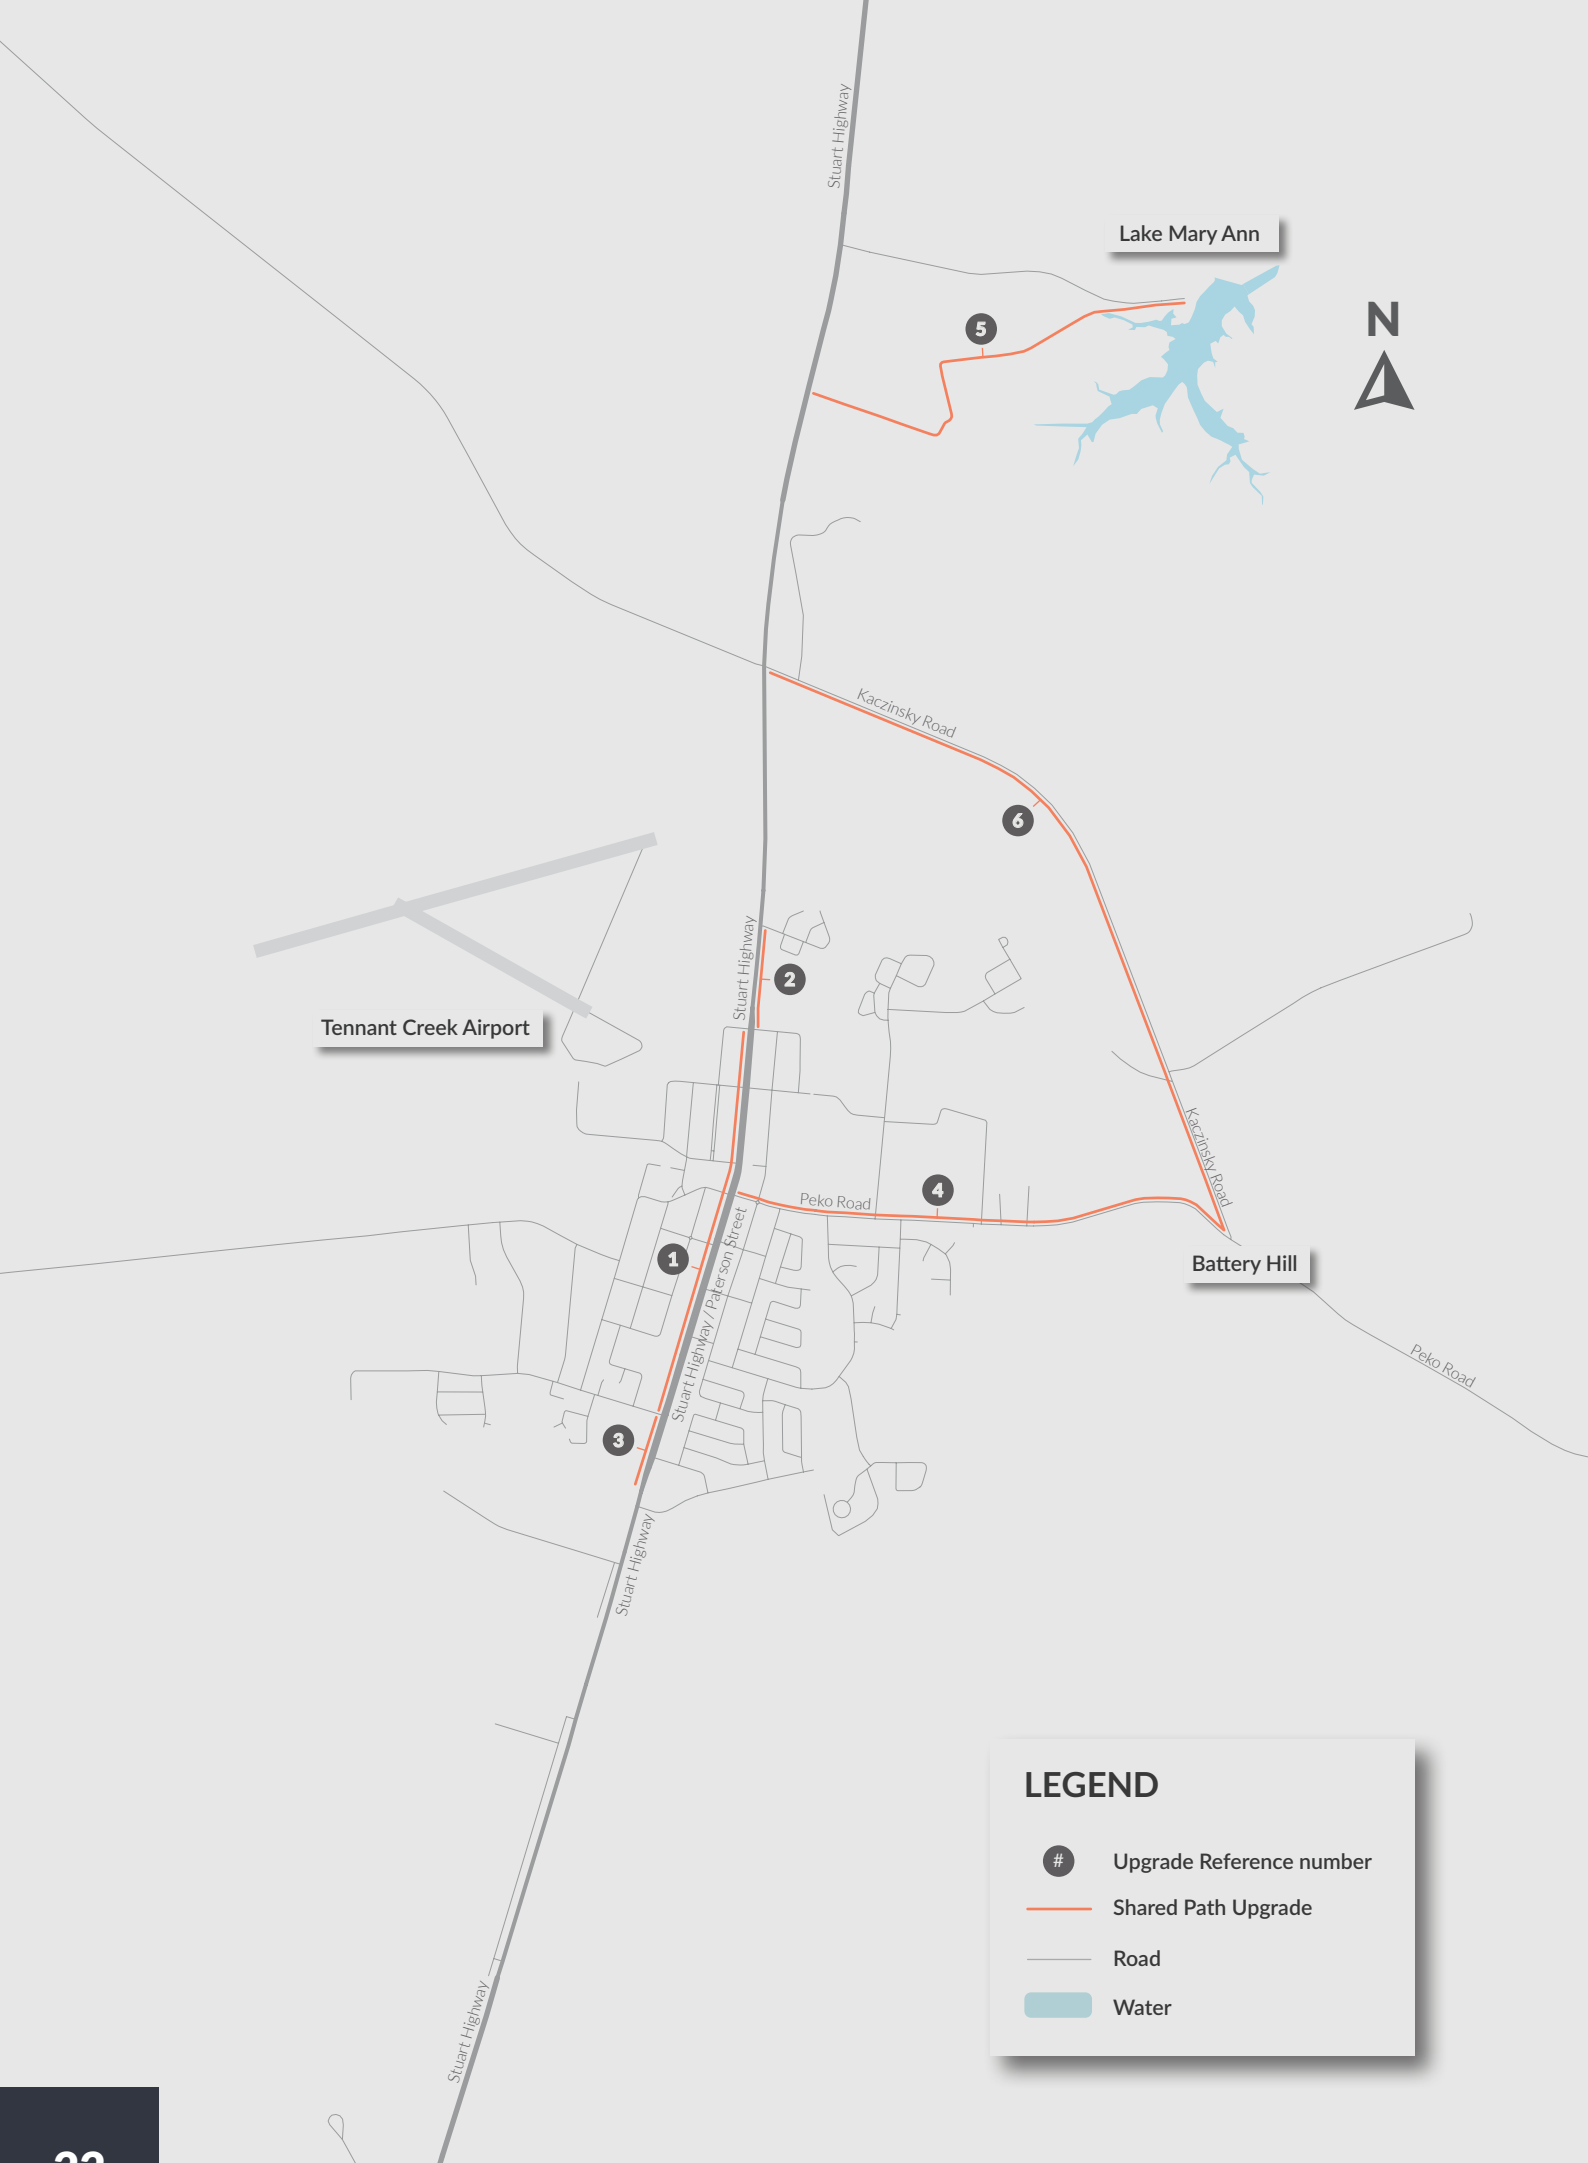 Stuart Highway
Lake Mary Ann
N
5
Kaczinsky Road
6
Stuart Highway
2
Tennant Creek Airport
Kaczinsky Road
4
Peko Road
1
Stuart Highway / Paterson Street
Battery Hill
Peko Road
3
Stuart Highway
LEGEND
# Upgrade Reference number
Shared Path Upgrade
Road
Water
Stuart Highway